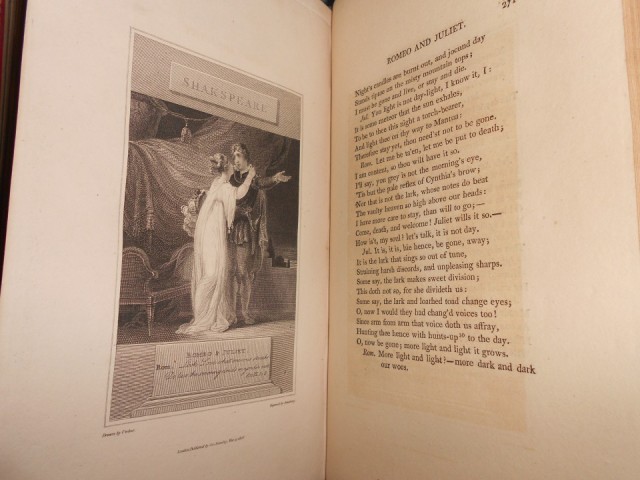 SHAKSPEARE
ROMEO & JULIET.
Rom.
ROMEO AND JULIET.
27
Night's candles are burnt out, and jocund day
Stands tiptoe on the misty mountain tops;
I must be gone and live, or stay and die.
Jul. Yon light is not day-light, I know it, I:
It is some meteor that the sun exhales,
To be to thee this night a torch-bearer,
And light thee on thy way to Mantua:
Therefore stay yet, thou need'st not to be gone.
Rom. Let me be ta'en, let me be put to death;
I am content, so thou wilt have it so.
I'll say, yon grey is not the morning's eye,
'Tis but the pale reflex of Cynthia's brow;
Nor that is not the lark, whose notes do beat
The vaulty heaven so high above our heads:
I have more care to stay, than will to go;—
Come, death, and welcome! Juliet wills it so.—
How is't, my soul? let's talk, it is not day.
Jul. It is, it is, hie hence, be gone, away;
It is the lark that sings so out of tune,
Straining harsh discords, and unpleasing sharps.
Some say, the lark makes sweet division;
This doth not so, for she divideth us:
Some say, the lark and loathed toad change eyes;
O, now I would they had chang'd voices too!
Since arm from arm that voice doth us affray,
Hunting thee hence with hunts-up to the day.
O, now be gone; more light and light it grows.
Rom. More light and light?—more dark and dark
our woes.